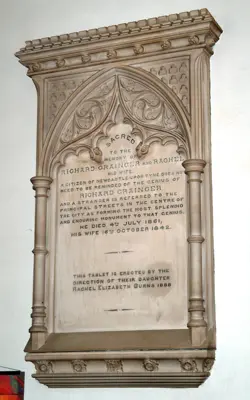 SACRED
TO THE
MEMORY OF
RICHARD GRAINGER AND RACHEL
HIS WIFE
A CITIZEN OF NEWCASTLE UPON TYNE DOES NOT
NEED TO BE REMINDED OF THE GENIUS OF
RICHARD GRAINGER
AND A STRANGER IS REFERRED TO THE
PRINCIPAL STREETS IN THE CENTRE OF
THE CITY AS FORMING THE MOST SPLENDID
AND ENDURING MONUMENT TO THAT GENIUS.
HE DIED 4TH JULY 1861,
HIS WIFE OCTOBER 1842.
THIS TABLET IS ERECTED BY THE
DIRECTION OF THEIR DAUGHTER
RACHEL ELIZABETH BURNS